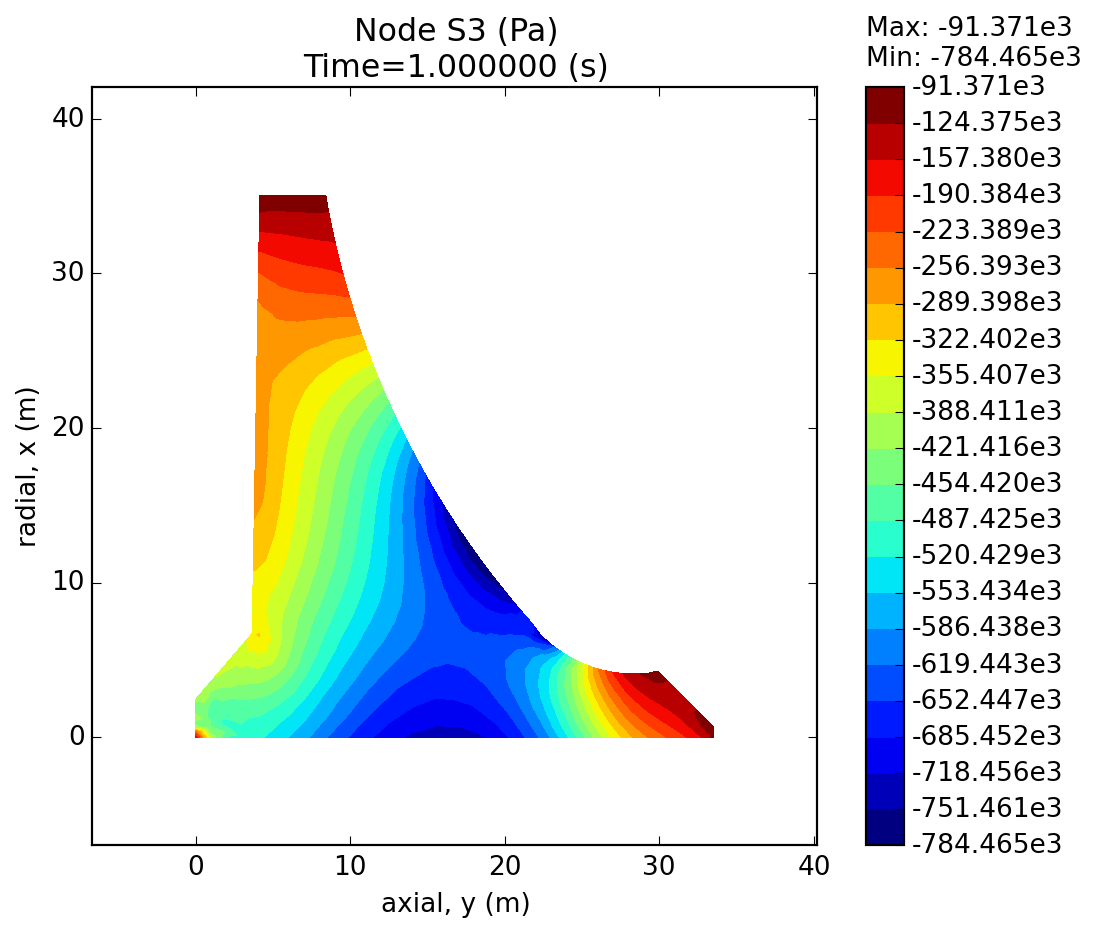 Node S3 (Pa)
Time=1.000000 (s)
Max: -91.371e3
Min: -784.465e3
-91.371e3
-124.375e3
-157.380e3
-190.384e3
-223.389e3
-256.393e3
-289.398e3
-322.402e3
-355.407e3
-388.411e3
-421.416e3
-454.420e3
-487.425e3
-520.429e3
-553.434e3
-586.438e3
-619.443e3
-652.447e3
-685.452e3
-718.456e3
-751.461e3
-784.465e3
40
30
20
10
0
radial, x (m)
0 10 20 30 40
axial, y (m)